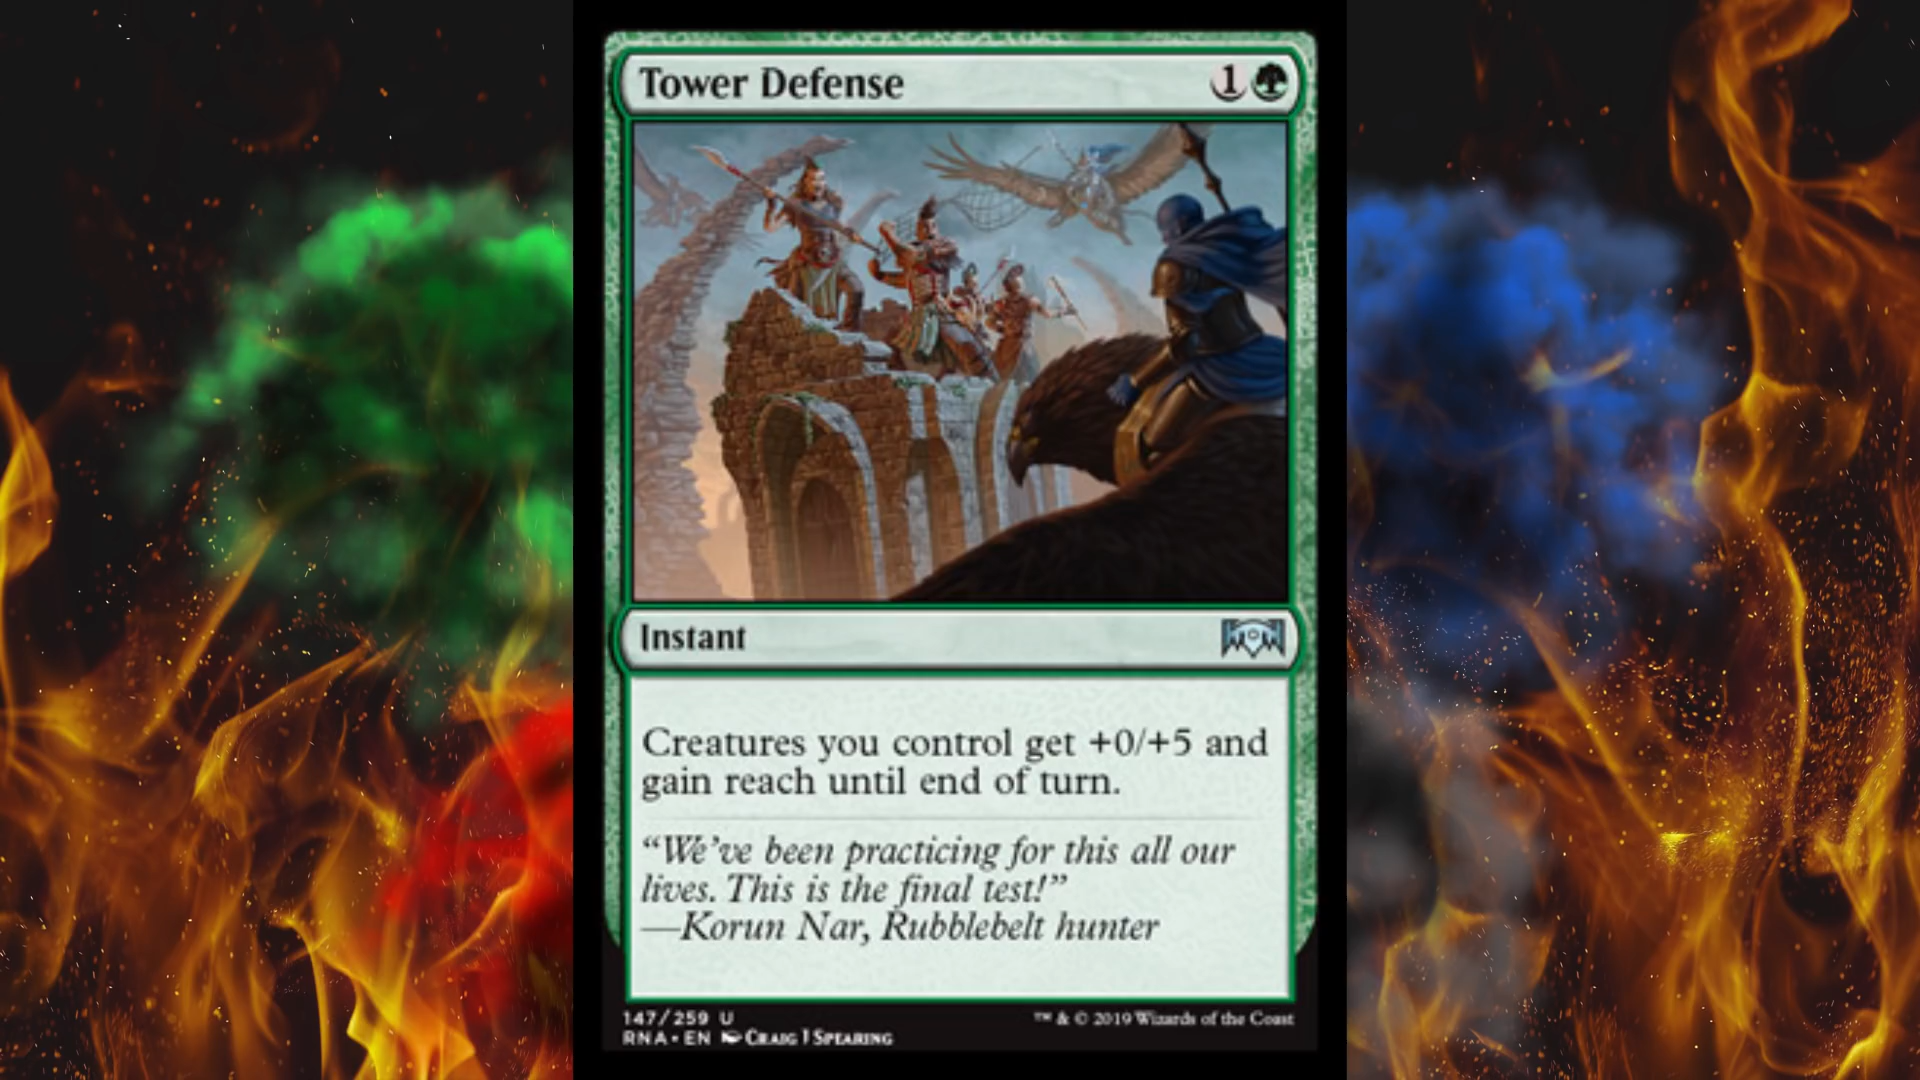 Tower Defense 1
Instant
Creatures you control get +0/+5 and
gain reach until end of turn.
“We’ve been practicing for this all our
lives. This is the final test!”
—Korun Nar, Rubblebelt hunter
147/259 U
RNA • EN Craig J Spearing
™ & © 2019 Wizards of the Coast